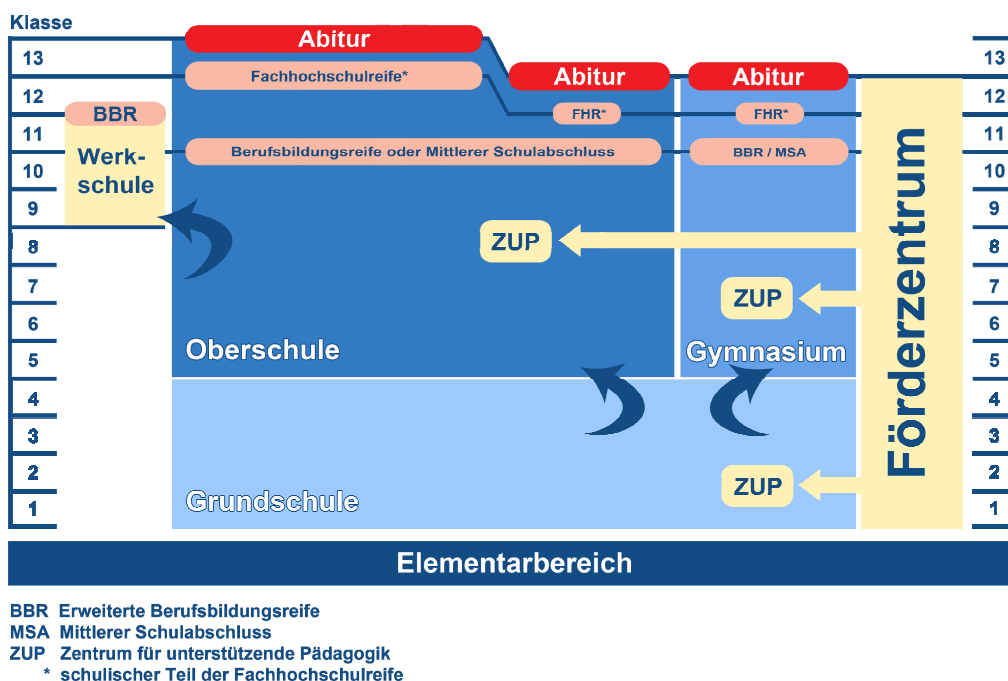 Klasse
13
12
11
10
9
8
7
6
5
4
3
2
1
BBR
Werk-
schule
Abitur
Fachhochschulreife*
Abitur
FHR*
Abitur
FHR*
Berufsbildungsreife oder Mittlerer Schulabschluss
BBR / MSA
ZUP
ZUP
Oberschule
Gymnasium
Grundschule
ZUP
Förderzentrum
13
12
11
10
9
8
7
6
5
4
3
2
1
Elementarbereich
BBR Erweiterte Berufsbildungsreife
MSA Mittlerer Schulabschluss
ZUP Zentrum für unterstützende Pädagogik
* schulischer Teil der Fachhochschulreife